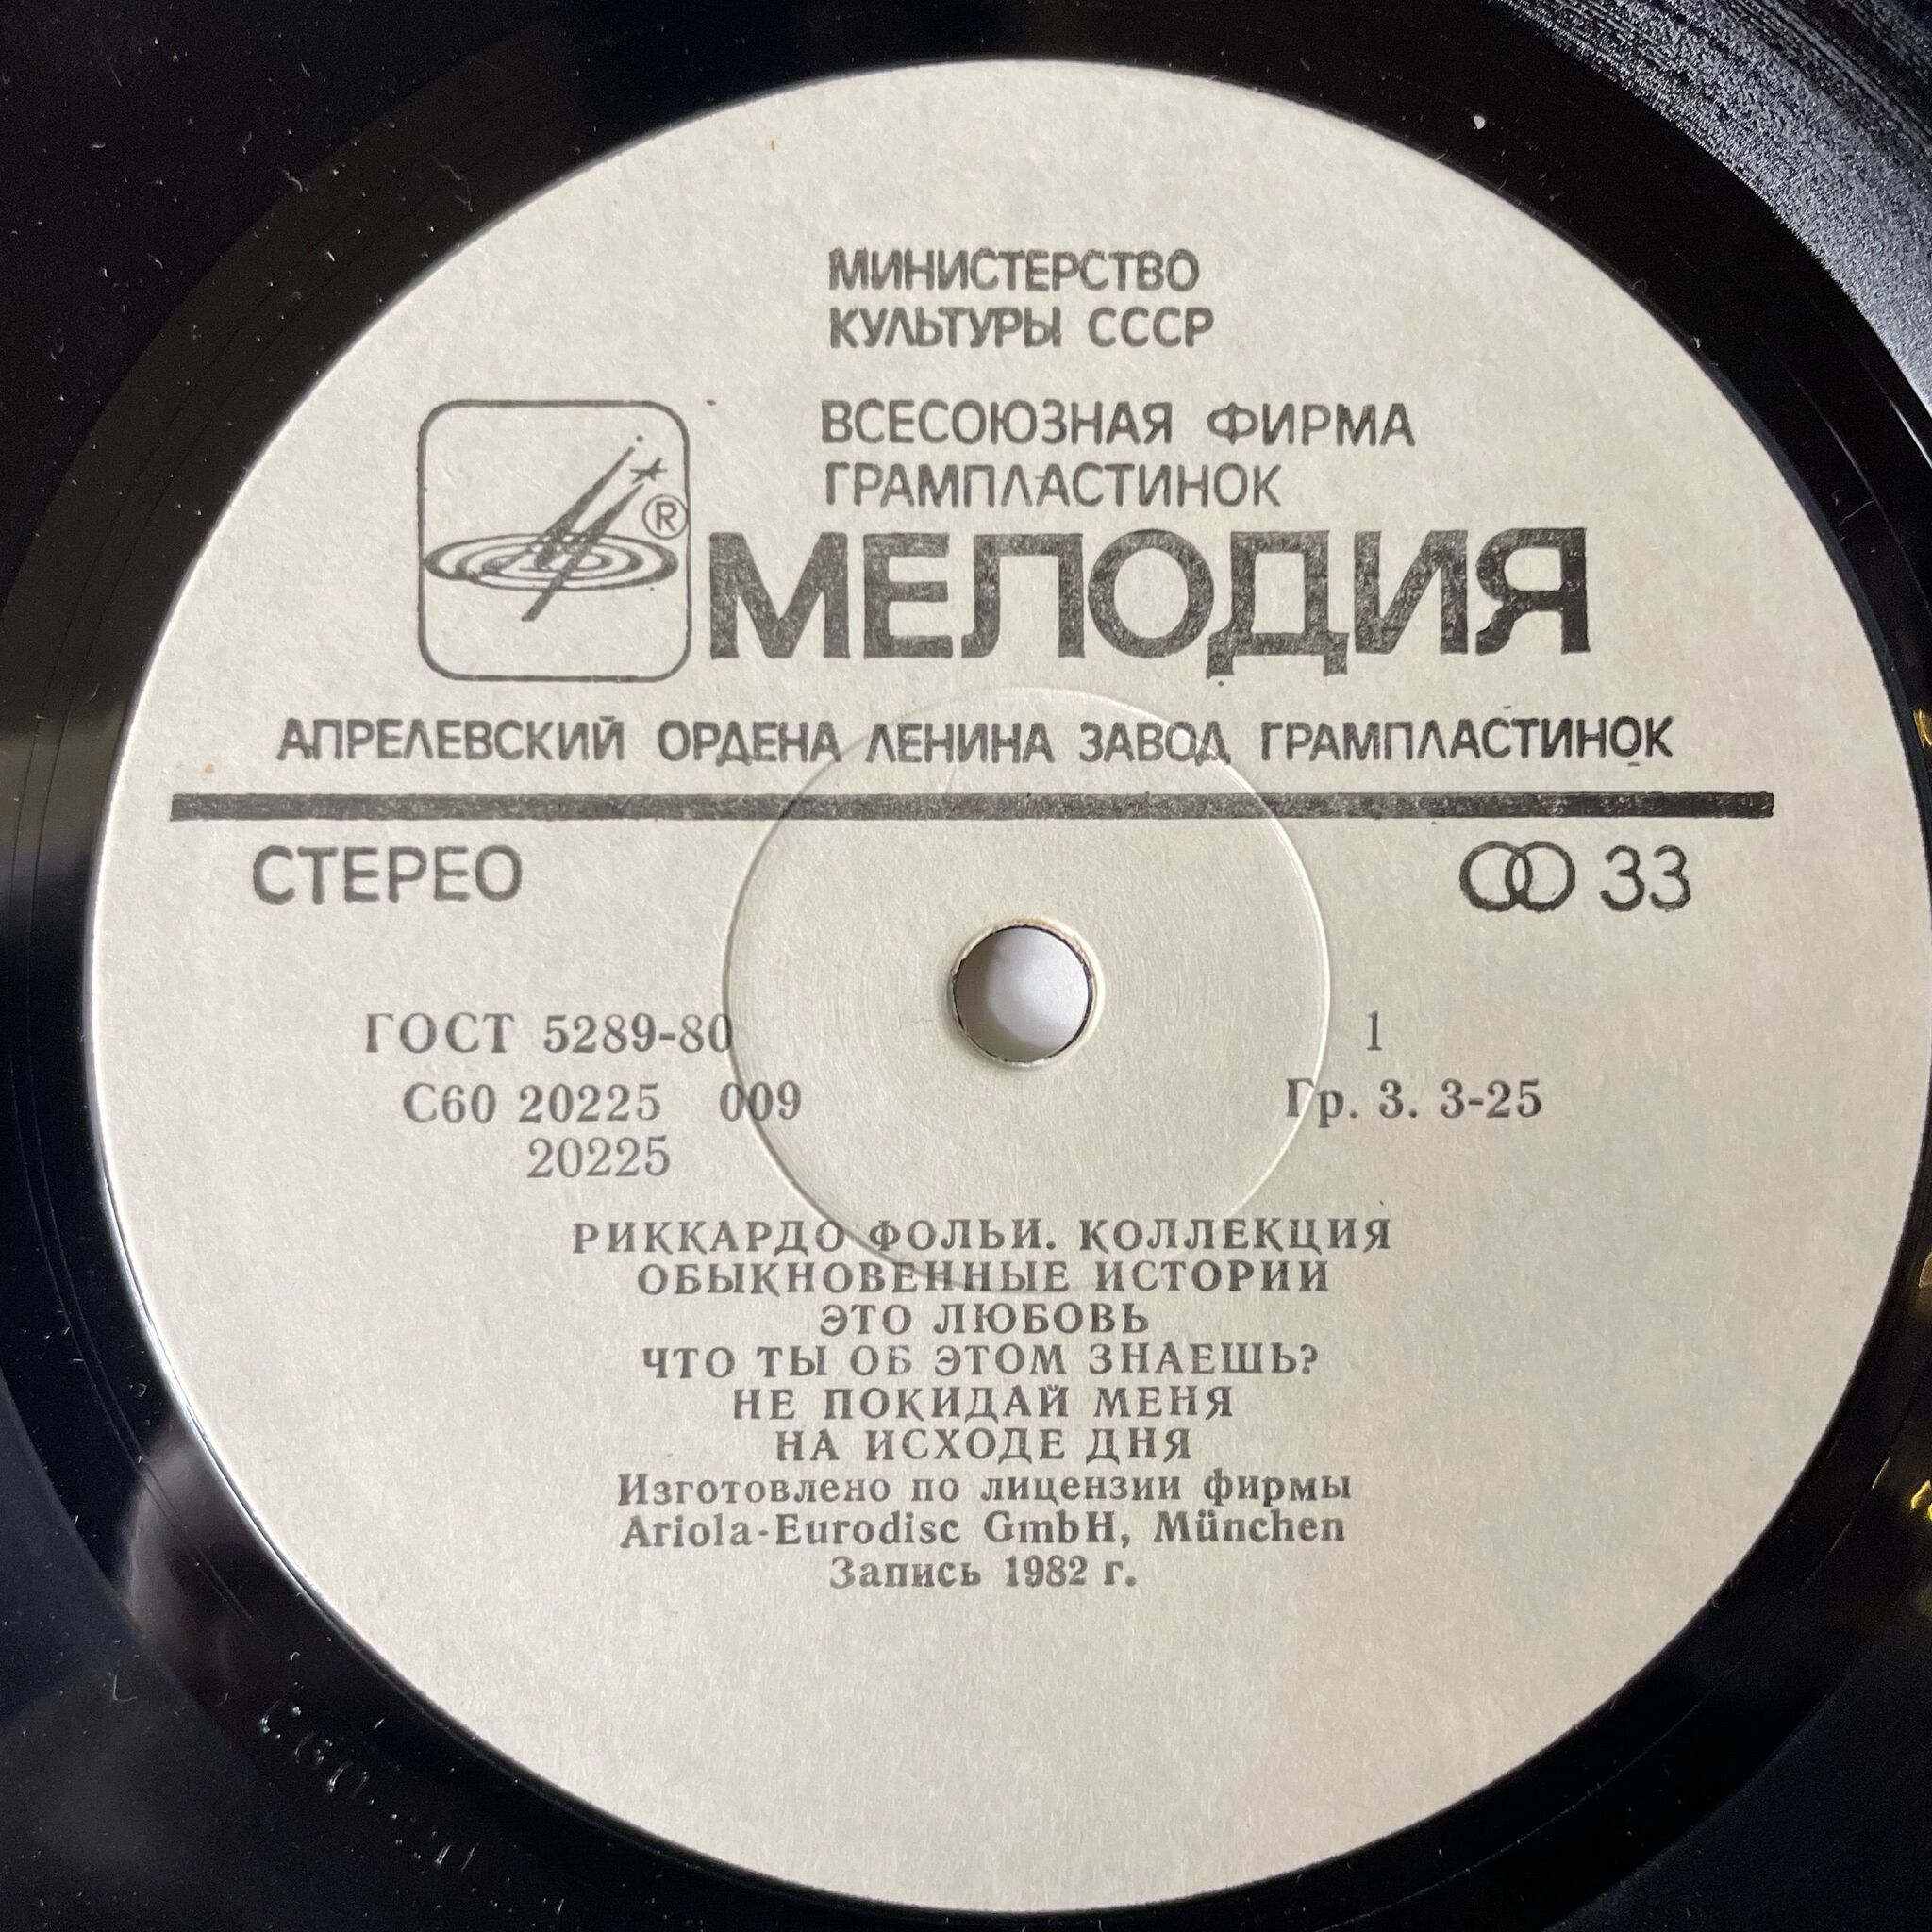 МИНИСТЕРСТВО
КУЛЬТУРЫ СССР
ВСЕСОЮЗНАЯ ФИРМА
ГРАМПЛАСТИНОК
®
МЕЛОДИЯ
АПРЕЛЕВСКИЙ ОРДЕНА ЛЕНИНА ЗАВОД ГРАМПЛАСТИНОК
СТЕРЕО
33
ГОСТ 5289-80
1
С60 20225 009
Гр. 3. 3-25
20225
РИККАРДО ФОЛЬИ. КОЛЛЕКЦИЯ
ОБЫКНОВЕННЫЕ ИСТОРИИ
ЭТО ЛЮБОВЬ
ЧТО ТЫ ОБ ЭТОМ ЗНАЕШЬ?
НЕ ПОКИДАЙ МЕНЯ
НА ИСХОДЕ ДНЯ
Изготовлено по лицензии фирмы
Ariola-Eurodisc GmbH, München
Запись 1982 г.